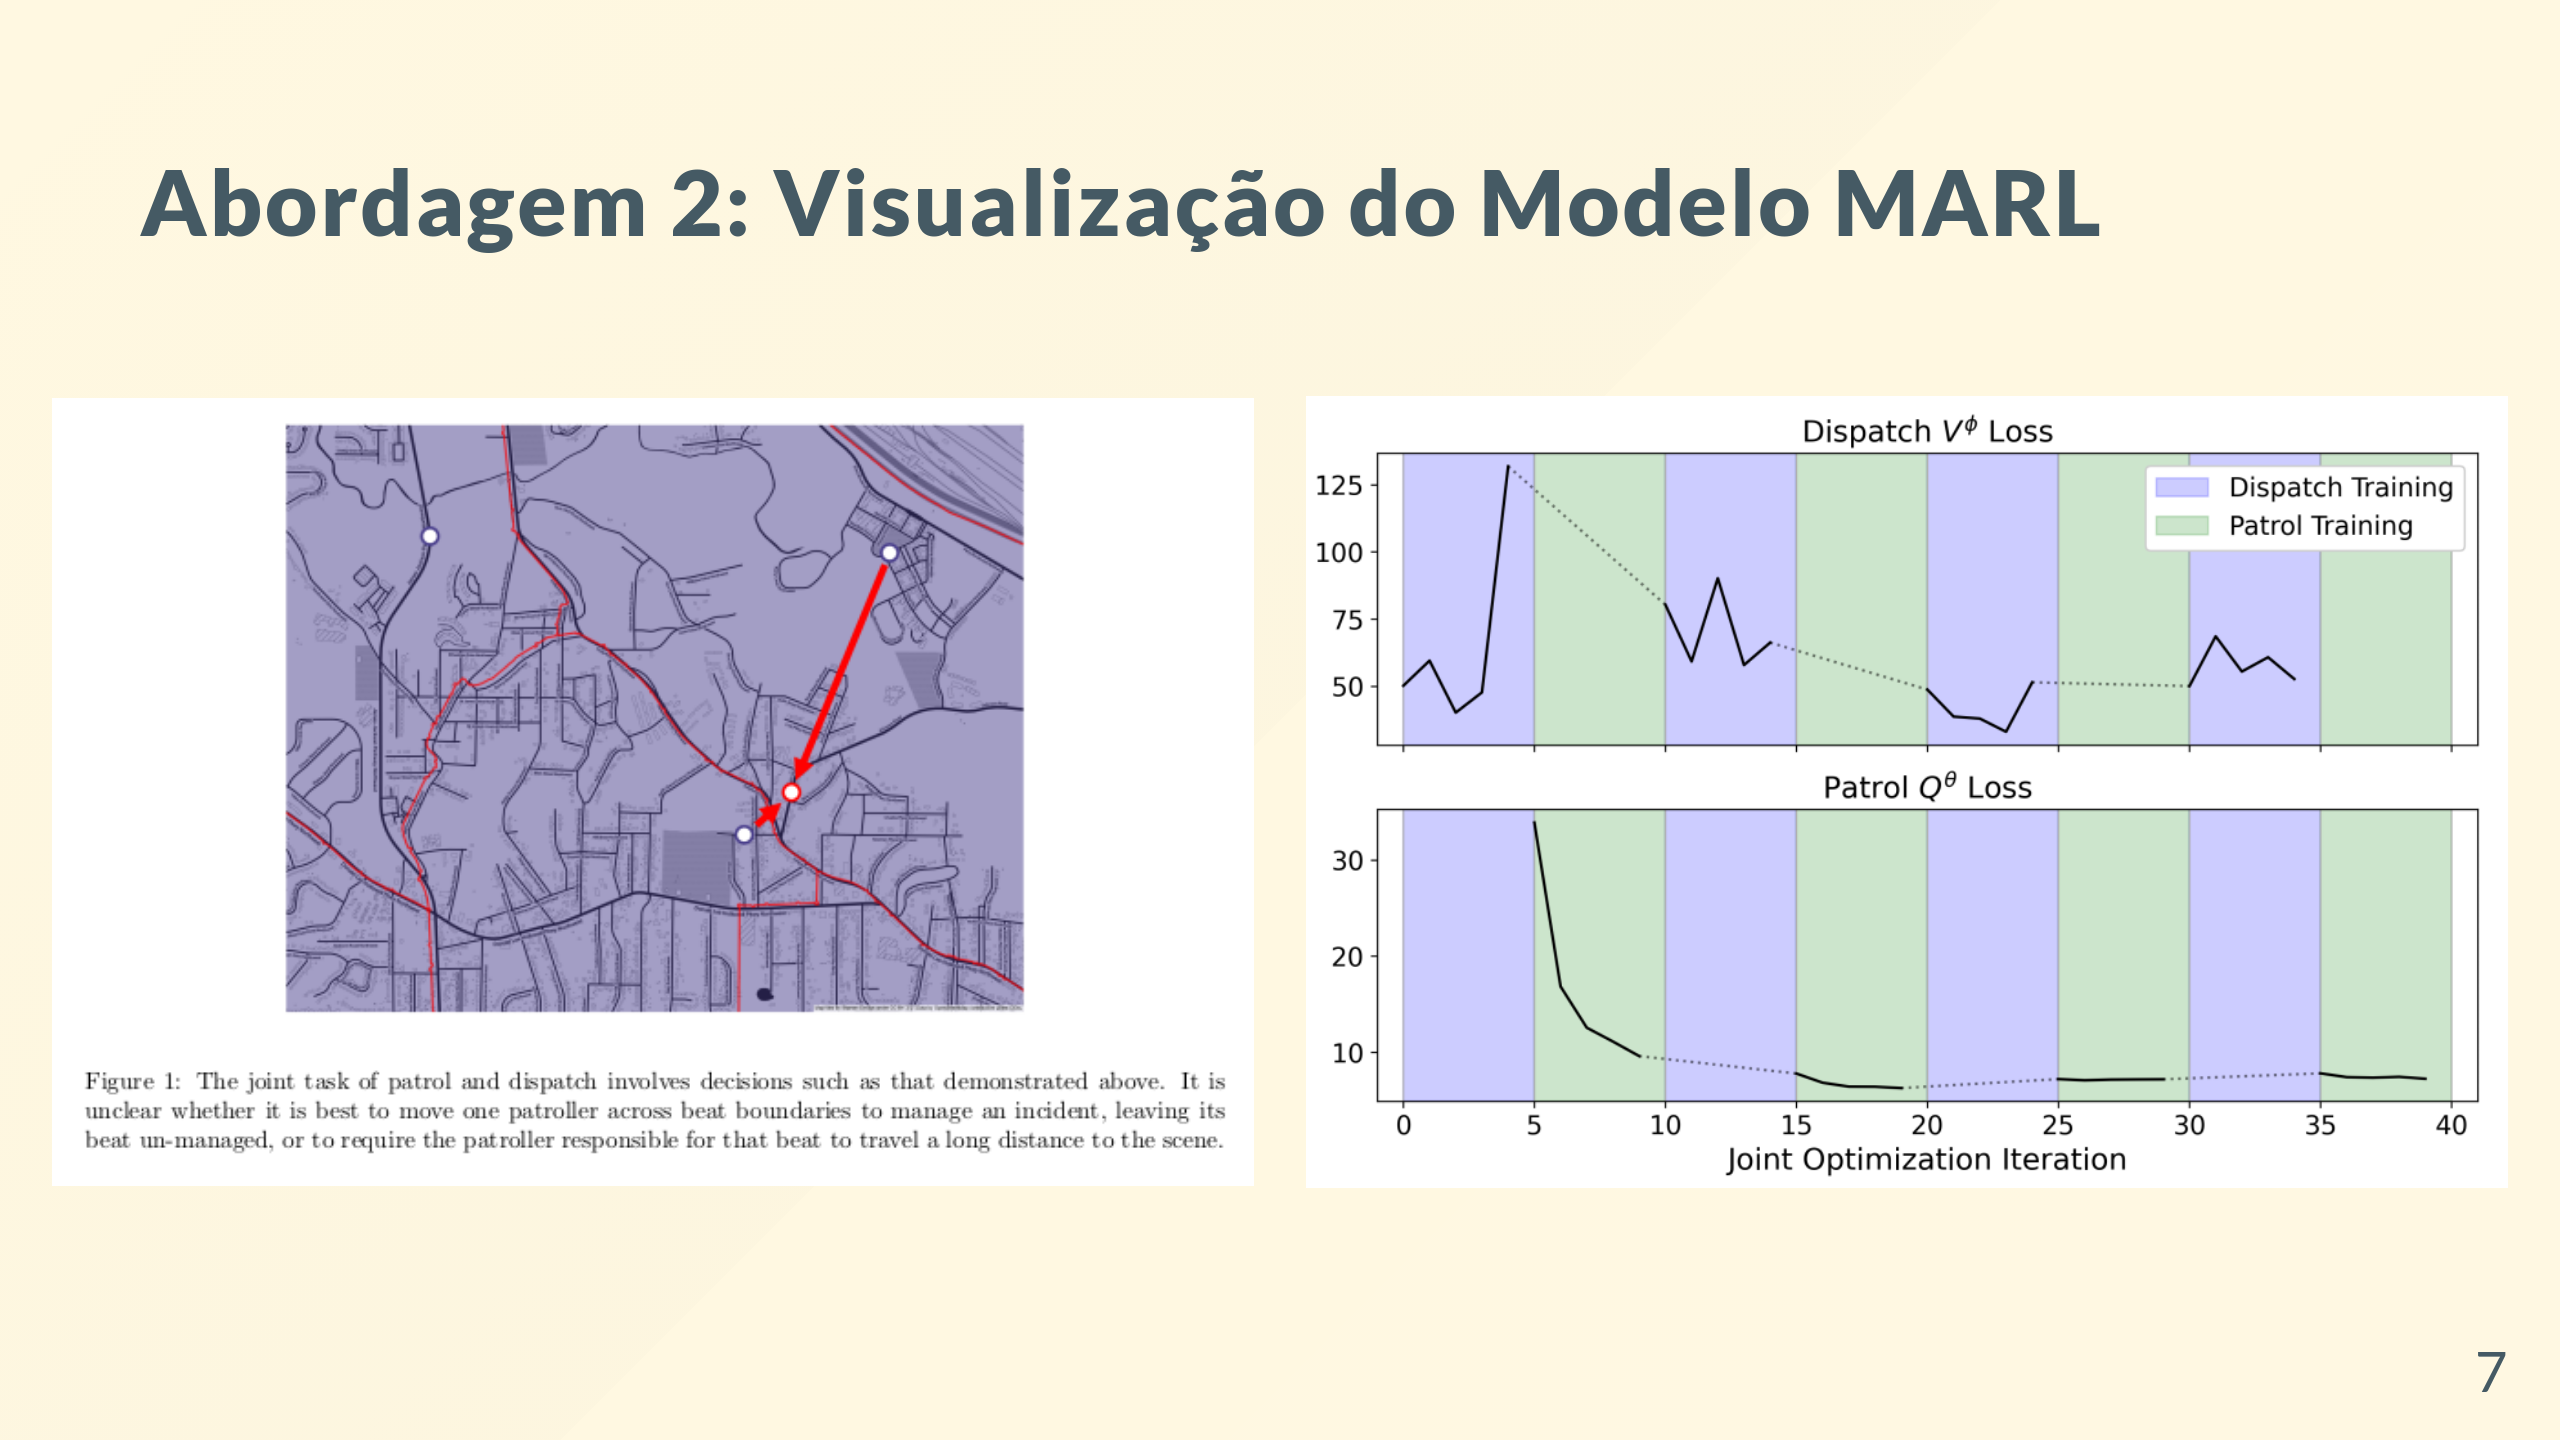 Abordagem 2: Visualização do Modelo MARL
Figure 1: The joint task of patrol and dispatch involves decisions such as that demonstrated above. It is
unclear whether it is best to move one patroller across beat boundaries to manage an incident, leaving its
beat un-managed, or to require the patroller responsible for that beat to travel a long distance to the scene.
Dispatch V^ϕ Loss
125
100
75
50
Dispatch Training
Patrol Training
Patrol Q^θ Loss
30
20
10
0 5 10 15 20 25 30 35 40
Joint Optimization Iteration
7